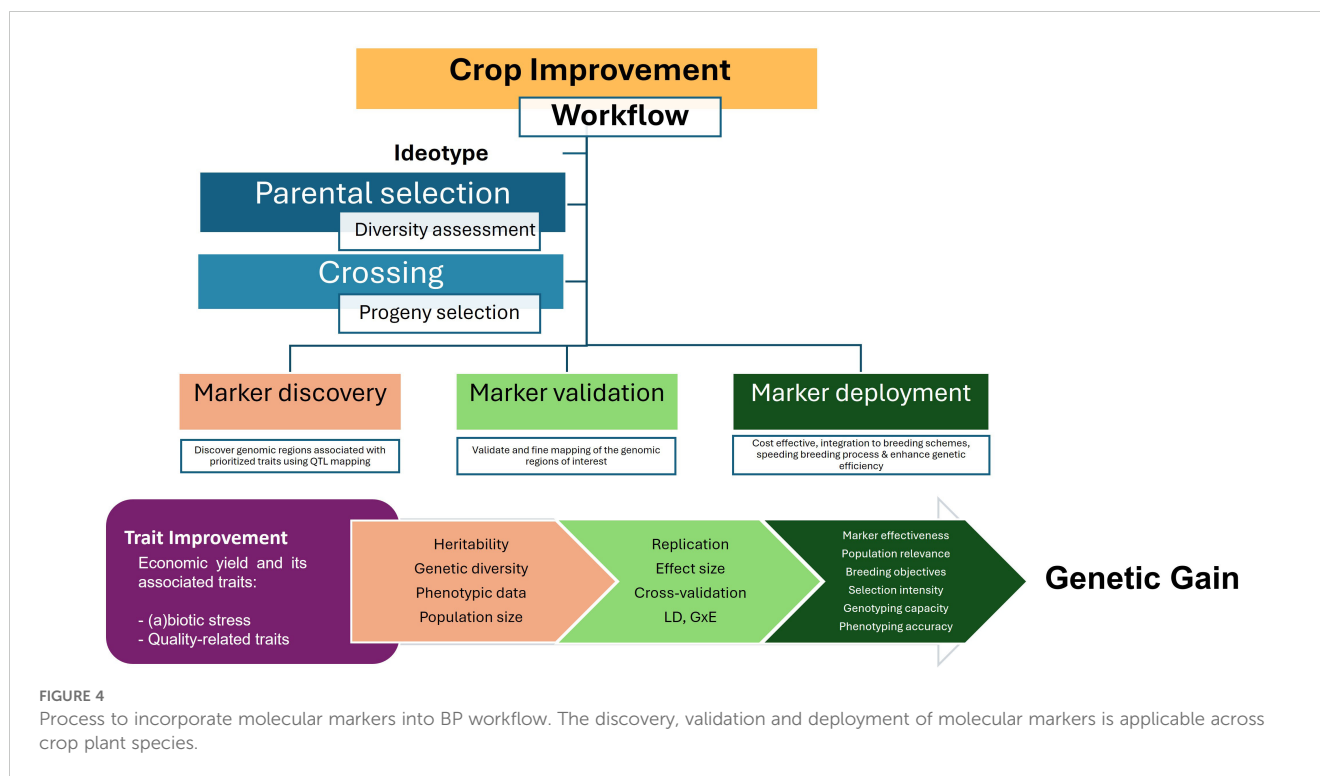 Crop Improvement
Workflow
Ideotype
Parental selection
Diversity assessment
Crossing
Progeny selection
Marker discovery
Discover genomic regions associated with
prioritized traits using QTL mapping
Marker validation
Validate and fine mapping of the genomic
regions of interest
Marker deployment
Cost effective, integration to breeding schemes,
speeding breeding process & enhance genetic
efficiency
Trait Improvement
Economic yield and its
associated traits:
- (a)biotic stress
- Quality-related traits
Heritability
Genetic diversity
Phenotypic data
Population size
Replication
Effect size
Cross-validation
LD, GxE
Marker effectiveness
Population relevance
Breeding objectives
Selection intensity
Genotyping capacity
Phenotyping accuracy
Genetic Gain
FIGURE 4
Process to incorporate molecular markers into BP workflow. The discovery, validation and deployment of molecular markers is applicable across
crop plant species.